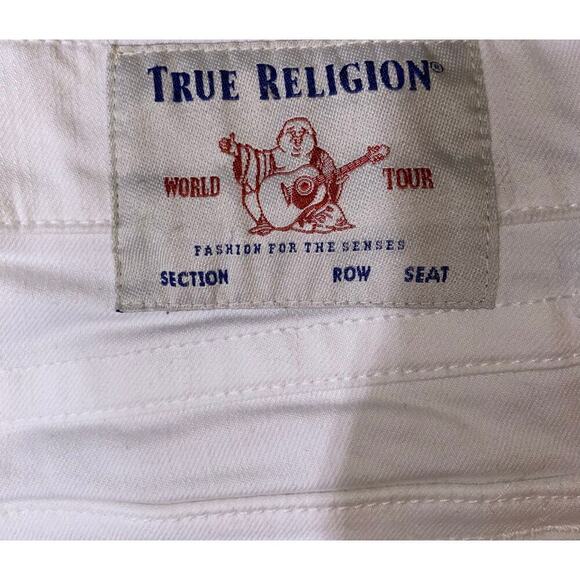 TRUE RELIGION®
WORLD TOUR
FASHION FOR THE SENSES
SECTION ROW SEAT